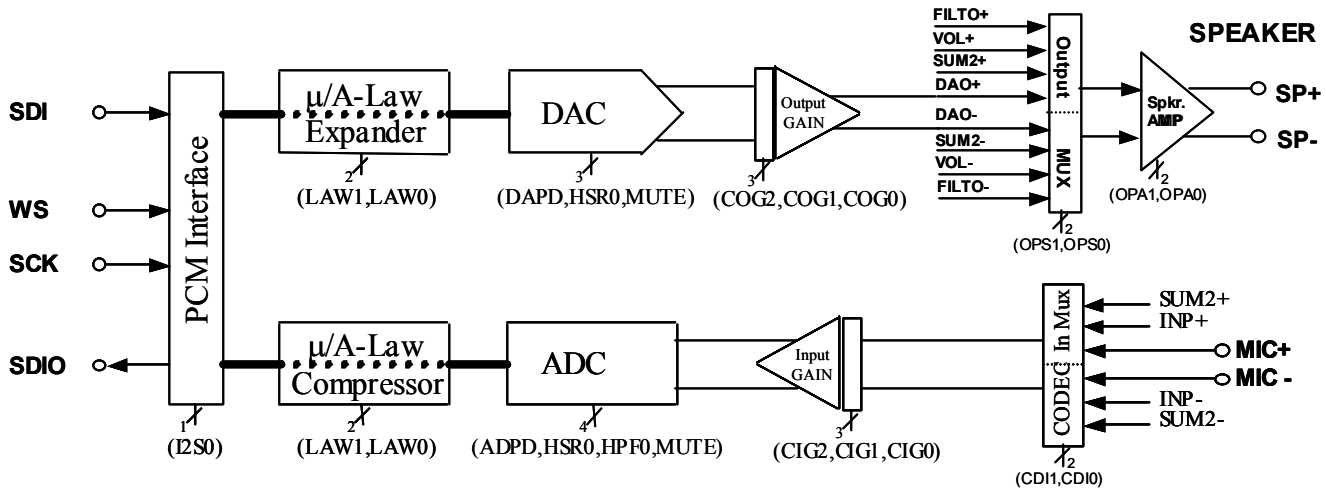 FILTO+
VOL+
SUM2+
DAO+
DAO-
SUM2-
VOL-
FILTO-
Output
MUX
2
(OPS1,OPS0)
SPEAKER
Spkr.
AMP
2
(OPA1,OPA0)
SP+
SP-
SDI
WS
SCK
SDIO
PCM Interface
1
(I2S0)
μ/A-Law
Expander
2
(LAW1,LAW0)
DAC
3
(DAPD,HSR0,MUTE)
Output
GAIN
3
(COG2,COG1,COG0)
μ/A-Law
Compressor
2
(LAW1,LAW0)
ADC
4
(ADPD,HSR0,HPF0,MUTE)
Input
GAIN
3
(CIG2,CIG1,CIG0)
CODEC In Mux
2
(CDI1,CDI0)
SUM2+
INP+
MIC+
MIC -
INP-
SUM2-